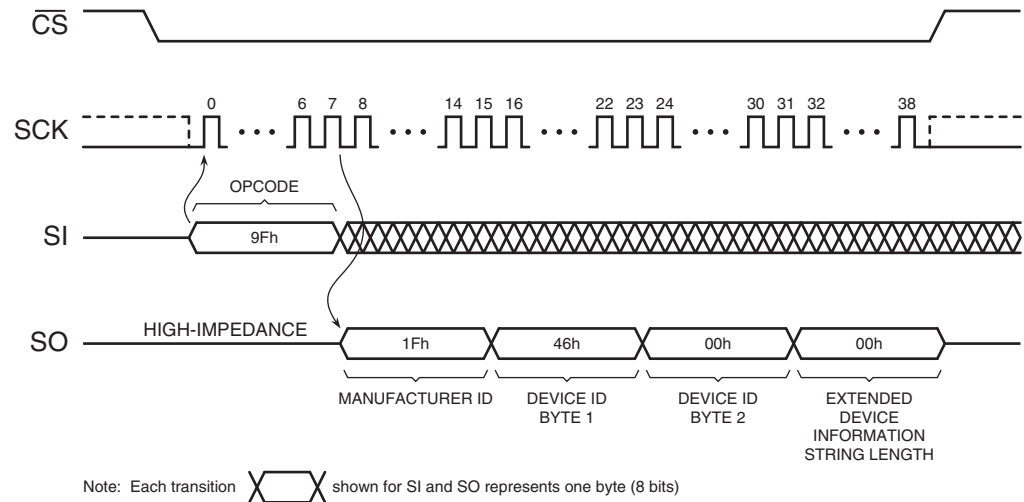 CS
0 6 7 8 14 15 16 22 23 24 30 31 32 38
SCK
OPCODE
SI
9Fh
HIGH-IMPEDANCE
SO
1Fh 46h 00h 00h
MANUFACTURER ID DEVICE ID DEVICE ID EXTENDED
BYTE 1 BYTE 2 DEVICE
INFORMATION
STRING LENGTH
Note: Each transition shown for SI and SO represents one byte (8 bits)